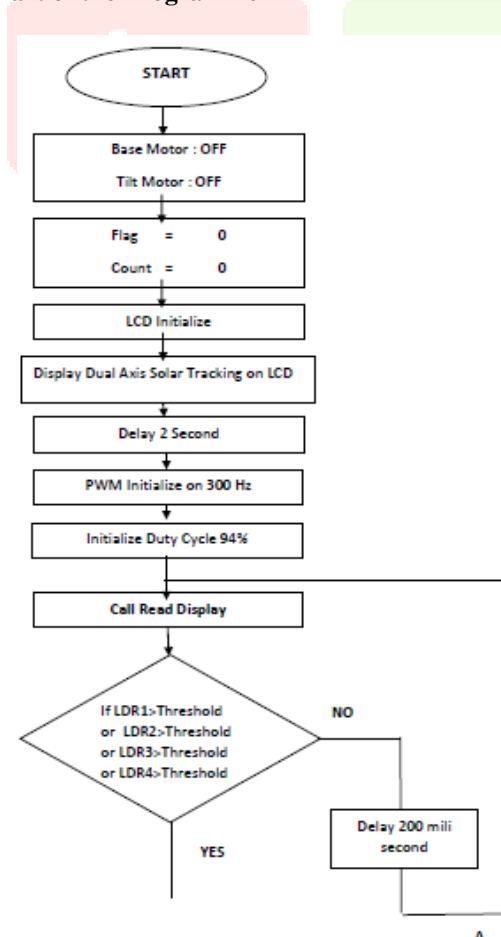 START
Base Motor : OFF
Tilt Motor : OFF
Flag = 0
Count = 0
LCD Initialize
Display Dual Axis Solar Tracking on LCD
Delay 2 Second
PWM Initialize on 300 Hz
Initialize Duty Cycle 94%
Call Read Display
If LDR1>Threshold
or LDR2>Threshold
or LDR3>Threshold
or LDR4>Threshold
NO
YES
Delay 200 mili
second